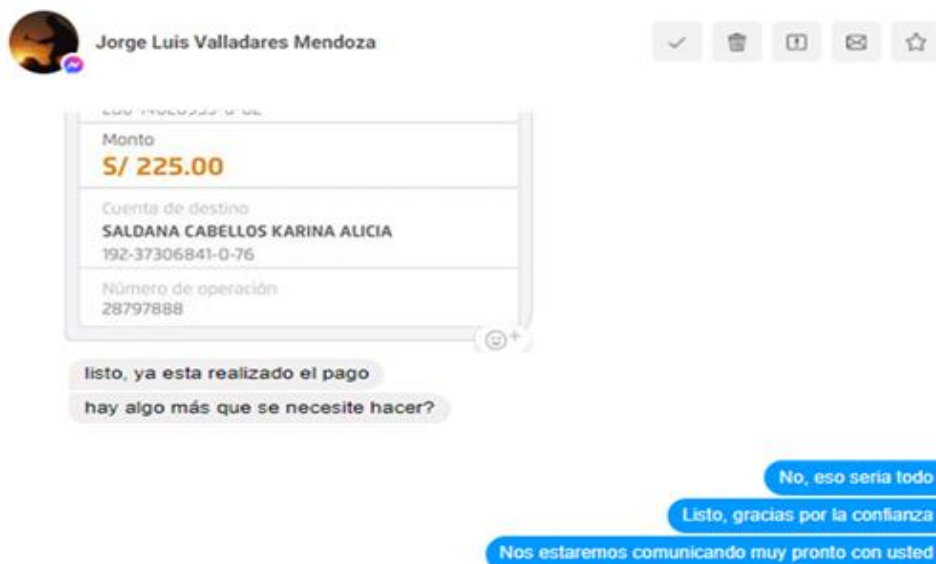 Jorge Luis Valladares Mendoza
Monto
S/ 225.00
Cuenta de destino
SALDANA CABELLOS KARINA ALICIA
192-37306841-0-76
Número de operación
28797888
listo, ya esta realizado el pago
hay algo más que se necesite hacer?
No, eso seria todo
Listo, gracias por la confianza
Nos estaremos comunicando muy pronto con usted